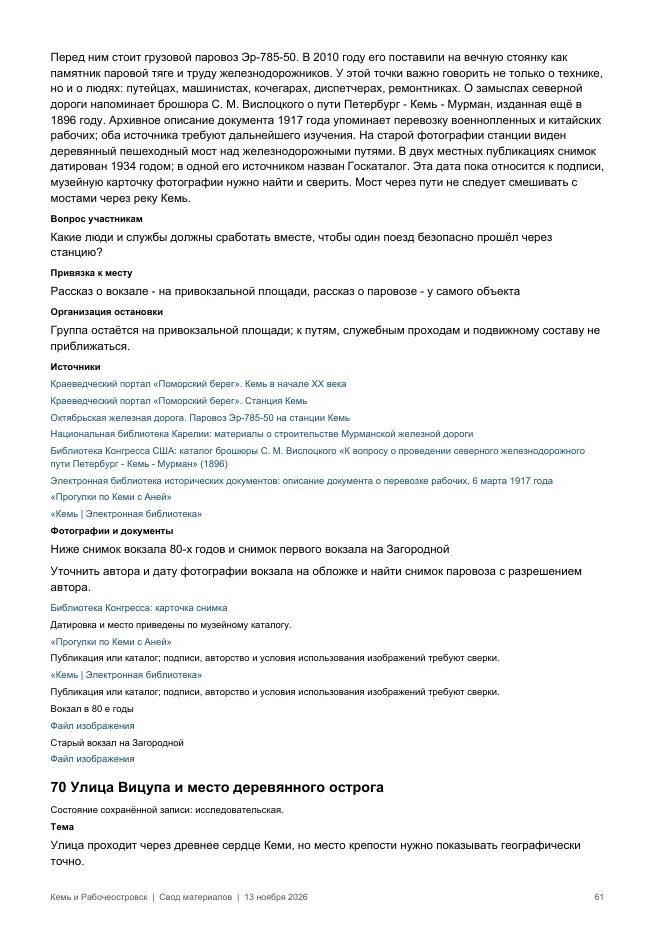 Перед ним стоит грузовой паровоз Эр-785-50. В 2010 году его поставили на вечную стоянку как
памятник паровой тяге и труду железнодорожников. У этой точки важно говорить не только о технике,
но и о людях: путейцах, машинистах, кочегарах, диспетчерах, ремонтниках. О замыслах северной
дороги напоминает брошюра С. М. Вислоцкого о пути Петербург - Кемь - Мурман, изданная ещё в
1896 году. Архивное описание документа 1917 года упоминает перевозку военнопленных и китайских
рабочих; оба источника требуют дальнейшего изучения. На старой фотографии станции виден
деревянный пешеходный мост над железнодорожными путями. В двух местных публикациях снимок
датирован 1934 годом; в одной его источником назван Госкаталог. Эта дата пока относится к подписи,
музейную карточку фотографии нужно найти и сверить. Мост через пути не следует смешивать с
мостами через реку Кемь.
Вопрос участникам
Какие люди и службы должны сработать вместе, чтобы один поезд безопасно прошёл через
станцию?
Привязка к месту
Рассказ о вокзале - на привокзальной площади, рассказ о паровозе - у самого объекта
Организация остановки
Группа остаётся на привокзальной площади; к путям, служебным проходам и подвижному составу не
приближаться.
Источники
Краеведческий портал «Поморский берег». Кемь в начале XX века
Краеведческий портал «Поморский берег». Станция Кемь
Октябрьская железная дорога. Паровоз Эр-785-50 на станции Кемь
Национальная библиотека Карелии: материалы о строительстве Мурманской железной дороги
Библиотека Конгресса США: каталог брошюры С. М. Вислоцкого «К вопросу о проведении северного железнодорожного
пути Петербург - Кемь - Мурман» (1896)
Электронная библиотека исторических документов: описание документа о перевозке рабочих, 6 марта 1917 года
«Прогулки по Кеми с Аней»
«Кемь | Электронная библиотека»
Фотографии и документы
Ниже снимок вокзала 80-х годов и снимок первого вокзала на Загородной
Уточнить автора и дату фотографии вокзала на обложке и найти снимок паровоза с разрешением
автора.
Библиотека Конгресса: карточка снимка
Датировка и место приведены по музейному каталогу.
«Прогулки по Кеми с Аней»
Публикация или каталог; подписи, авторство и условия использования изображений требуют сверки.
«Кемь | Электронная библиотека»
Публикация или каталог; подписи, авторство и условия использования изображений требуют сверки.
Вокзал в 80 е годы
Файл изображения
Старый вокзал на Загородной
Файл изображения
70 Улица Вицупа и место деревянного острога
Состояние сохранённой записи: исследовательская.
Тема
Улица проходит через древнее сердце Кеми, но место крепости нужно показывать географически
точно.
Кемь и Рабочеостровск | Свод материалов | 13 ноября 2026
61